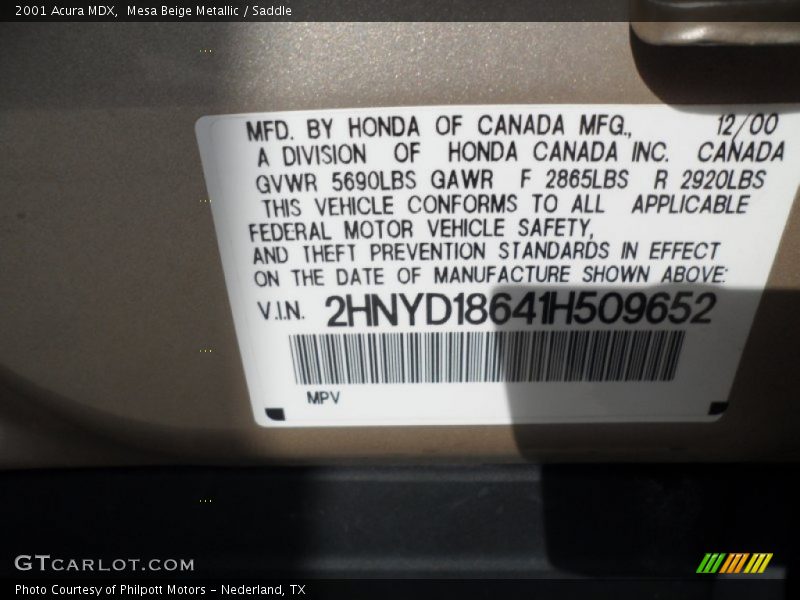 2001 Acura MDX,  Mesa Beige Metallic / Saddle
MFD. BY HONDA OF CANADA MFG., 12/00
A DIVISION OF HONDA CANADA INC. CANADA
GVWR 5690LBS GAWR F 2865LBS R 2920LBS
THIS VEHICLE CONFORMS TO ALL APPLICABLE
FEDERAL MOTOR VEHICLE SAFETY,
AND THEFT PREVENTION STANDARDS IN EFFECT
ON THE DATE OF MANUFACTURE SHOWN ABOVE:
V.I.N. 2HNYD18641H509652
MPV
GTCARLOT.COM
Photo Courtesy of Philpott Motors - Nederland, TX